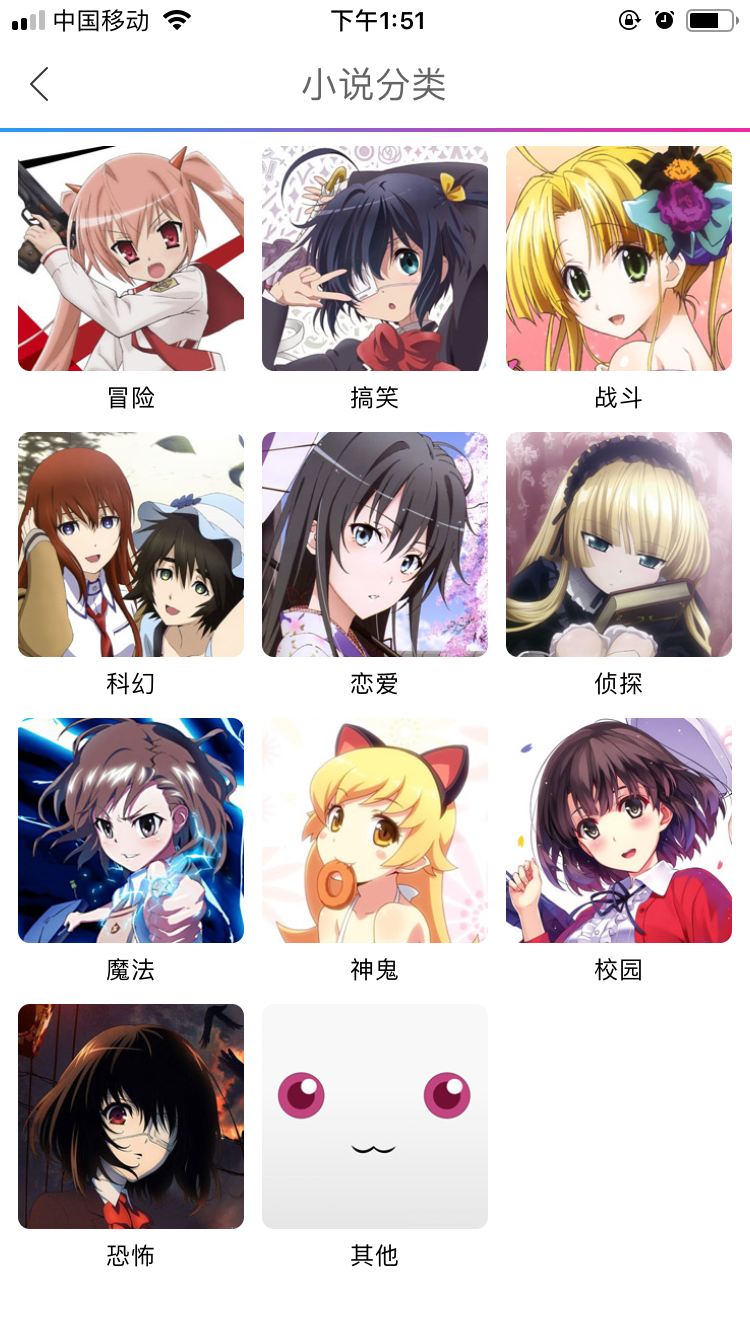 中国移动 下午1:51
小说分类
冒险 搞笑 战斗
科幻 恋爱 侦探
魔法 神鬼 校园
恐怖 其他